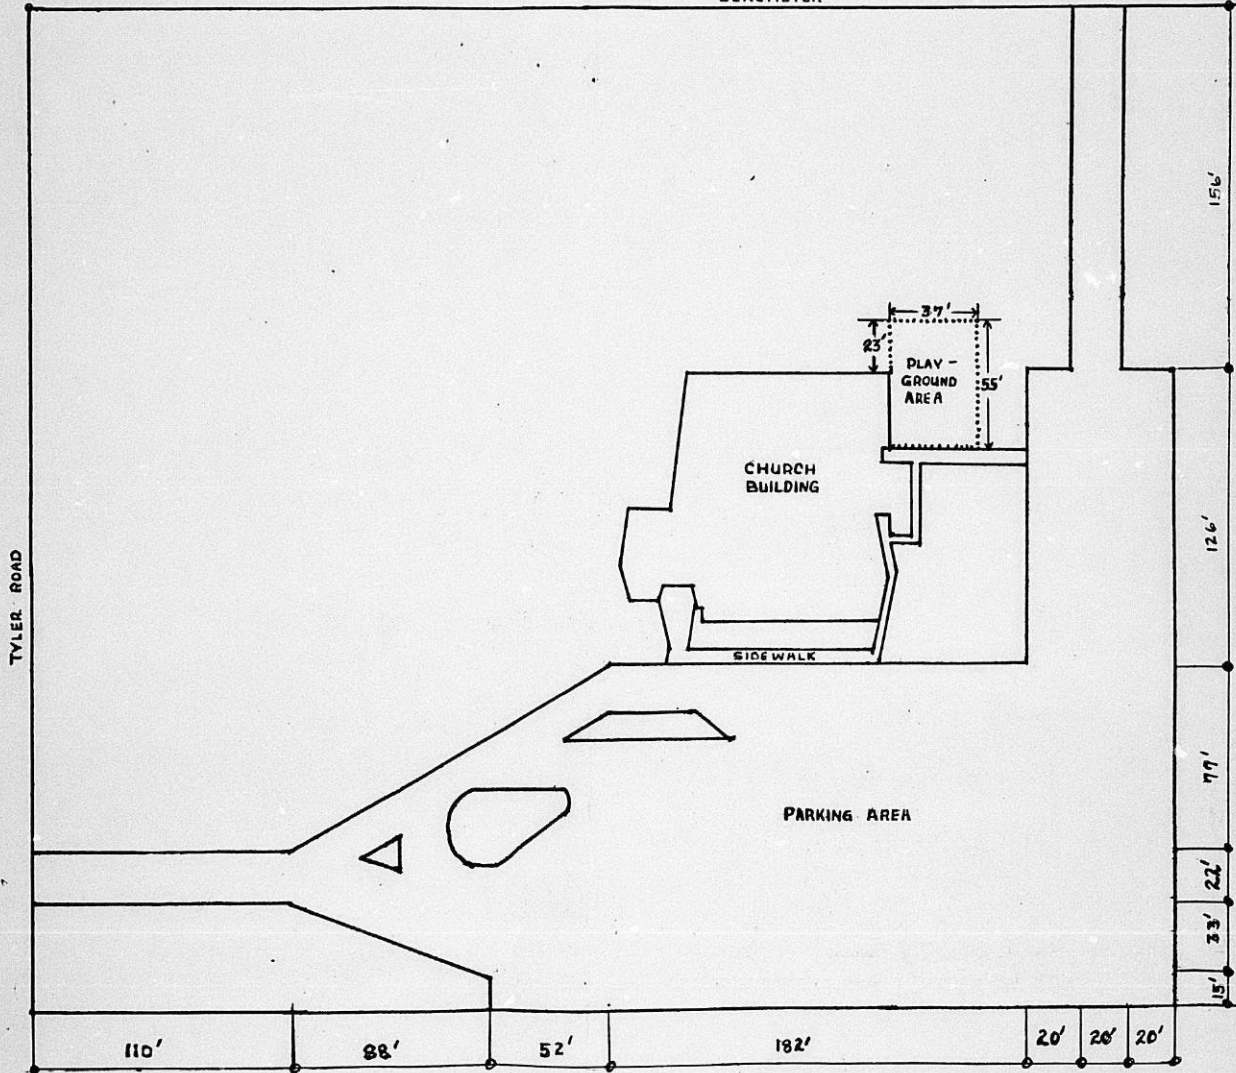 156'
37'
23'
PLAY-
GROUND
AREA
55'
CHURCH
BUILDING
126'
TYLER ROAD
SIDEWALK
77'
PARKING AREA
22'
33'
15'
110'
88'
52'
182'
20'
20'
20'